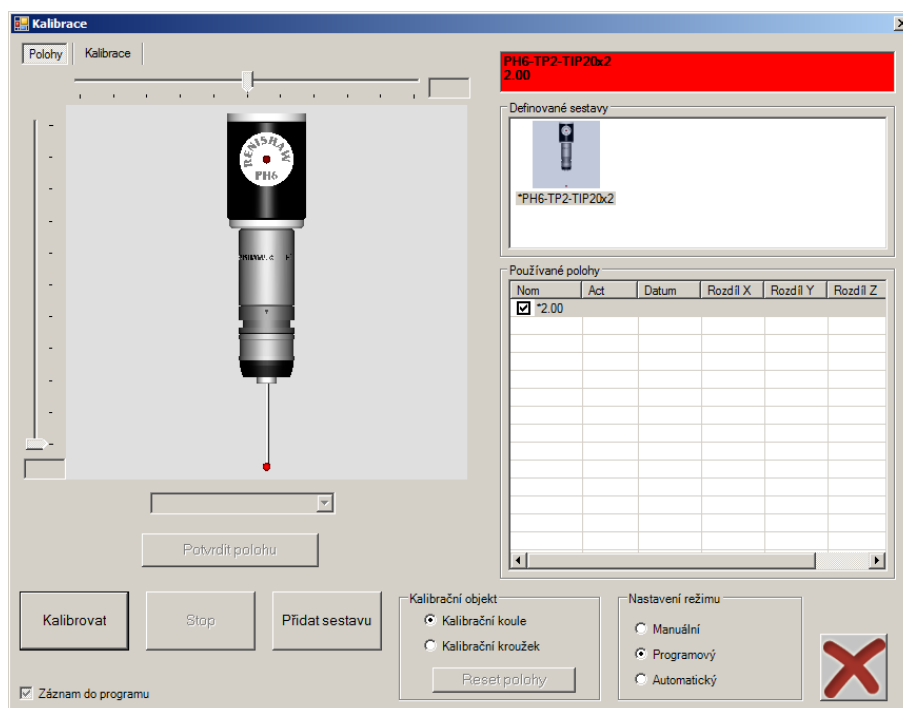 Kalibrace
Polohy
Kalibrace
PH6-TP2-TIP20x2
2.00
RENISHAW
PH6
Definované sestavy
*PH6-TP2-TIP20x2
Používané polohy
Nom Act Datum Rozdíl X Rozdíl Y Rozdíl Z
*2.00
Potvrdit polohu
Kalibrovat
Stop
Přidat sestavu
Kalibrační objekt
Kalibrační koule
Kalibrační kroužek
Reset polohy
Nastavení režimu
Manuální
Programový
Automatický
Záznam do programu